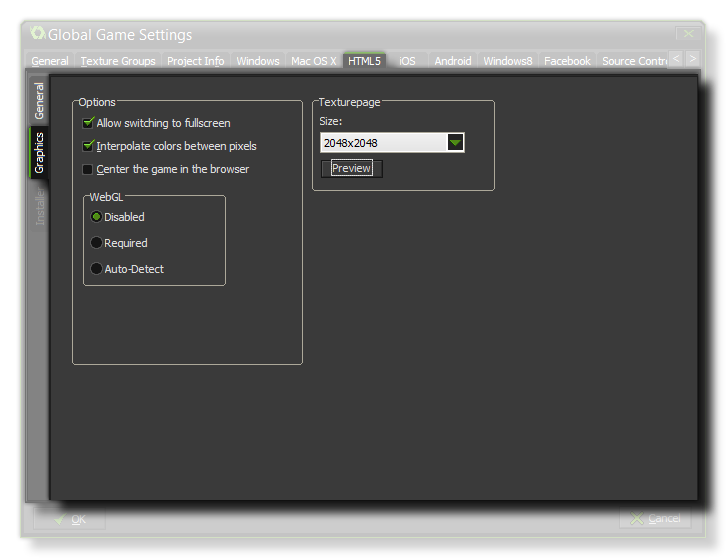 Global Game Settings
General Texture Groups Project Info Windows Mac OS X HTML5 iOS Android Windows8 Facebook Source Contr
General
Graphics
Options
Allow switching to fullscreen
Interpolate colors between pixels
Center the game in the browser
WebGL
Disabled
Required
Auto-Detect
Texturepage
Size:
2048x2048
Preview
OK
Cancel